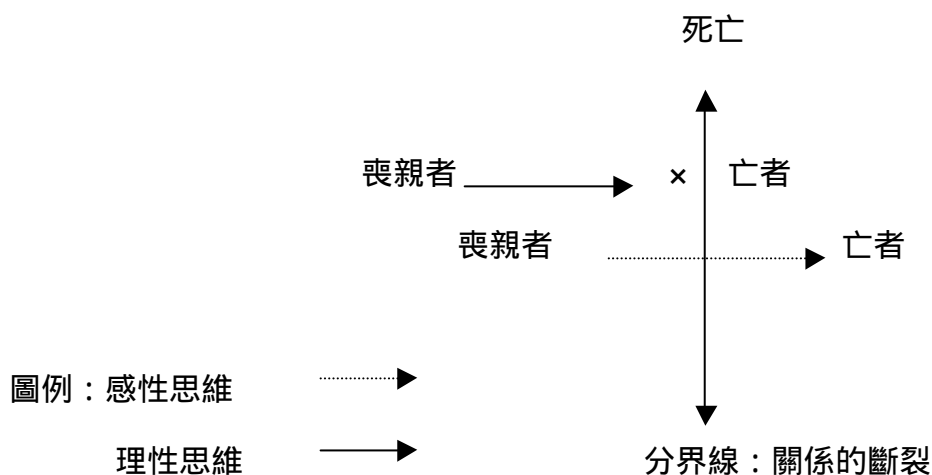 死亡
喪親者 × 亡者
喪親者 亡者
圖例：感性思維
理性思維 分界線：關係的斷裂